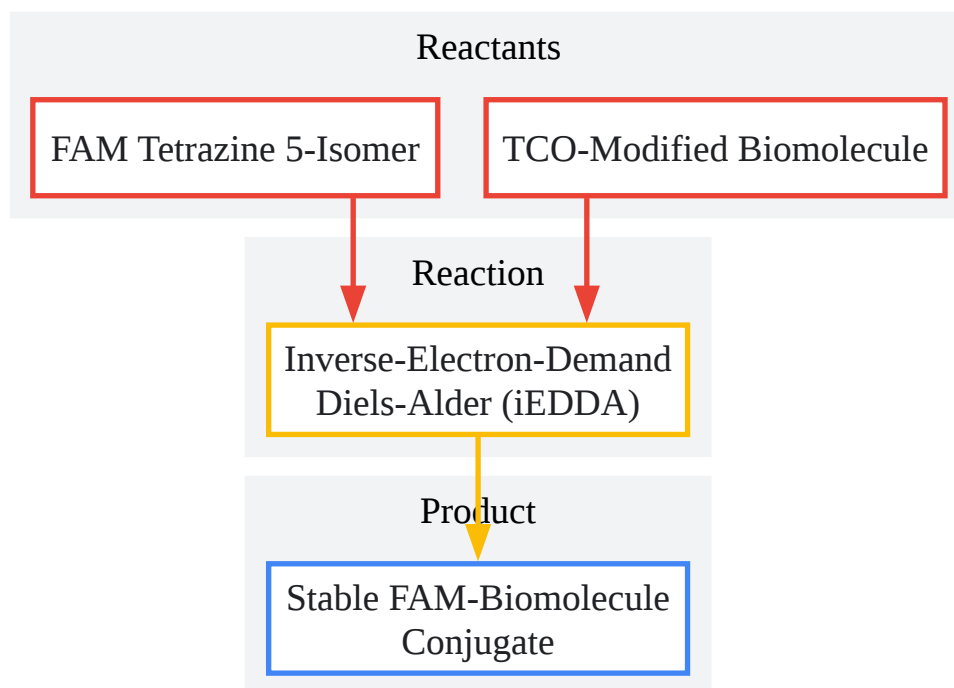 Reactants
FAM Tetrazine 5-Isomer
TCO-Modified Biomolecule
Reaction
Inverse-Electron-Demand
Diels-Alder (iEDDA)
Product
Stable FAM-Biomolecule
Conjugate